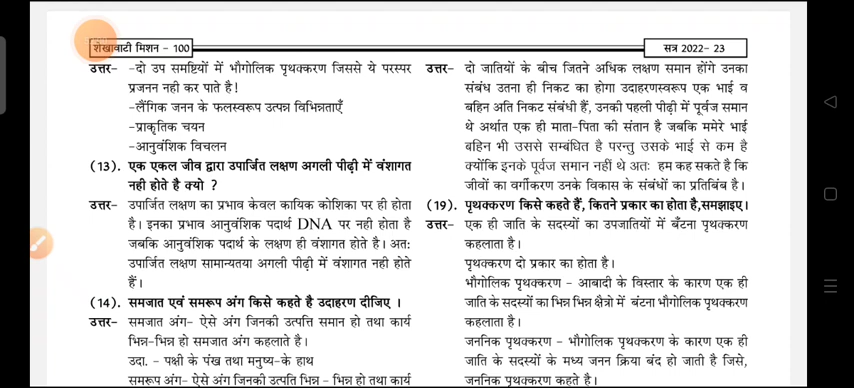 शेखावाटी मिशन - 100
सत्र 2022- 23
उत्तर- -दो उप समष्टियों में भौगोलिक पृथक्करण जिससे ये परस्पर
प्रजनन नही कर पाते है!
-लैंगिक जनन के फलस्वरूप उत्पन्न विभिन्नताएँ
-प्राकृतिक चयन
-आनुवंशिक विचलन
(13). एक एकल जीव द्वारा उपार्जित लक्षण अगली पीढ़ी में वंशागत
नही होते है क्यो ?
उत्तर- उपार्जित लक्षण का प्रभाव केवल कायिक कोशिका पर ही होता
है। इनका प्रभाव आनुवंशिक पदार्थ DNA पर नही होता है
जबकि आनुवंशिक पदार्थ के लक्षण ही वंशागत होते है। अत:
उपार्जित लक्षण सामान्यतया अगली पीढ़ी में वंशागत नही होते
हैं।
(14). समजात एवं समरूप अंग किसे कहते है उदाहरण दीजिए ।
उत्तर- समजात अंग- ऐसे अंग जिनकी उत्पत्ति समान हो तथा कार्य
भिन्न-भिन्न हो समजात अंग कहलाते है।
उदा. - पक्षी के पंख तथा मनुष्य-के हाथ
समरूप अंग- ऐसे अंग जिनकी उत्पति भिन्न - भिन्न हो तथा कार्य
उत्तर- दो जातियों के बीच जितने अधिक लक्षण समान होंगे उनका
संबंध उतना ही निकट का होगा उदाहरणस्वरूप एक भाई व
बहिन अति निकट संबंधी हैं, उनकी पहली पीढ़ी में पूर्वज समान
थे अर्थात एक ही माता-पिता की संतान है जबकि ममेरे भाई
बहिन भी उससे सम्बधित है परन्तु उसके भाई से कम है
क्योंकि इनके पूर्वज समान नहीं थे अतः हम कह सकते है कि
जीवों का वर्गीकरण उनके विकास के संबंधों का प्रतिबिंब है।
(19). पृथक्करण किसे कहते हैं, कितने प्रकार का होता है,समझाइए।
उत्तर- एक ही जाति के सदस्यों का उपजातियों में बँटना पृथक्करण
कहलाता है।
पृथक्करण दो प्रकार का होता है।
भौगोलिक पृथक्करण - आबादी के विस्तार के कारण एक ही
जाति के सदस्यों का भिन्न भिन्न क्षैत्रो में बंटना भौगोलिक पृथक्करण
कहलाता है।
जननिक पृथक्करण - भौगोलिक पृथक्करण के कारण एक ही
जाति के सदस्यों के मध्य जनन क्रिया बंद हो जाती है जिसे,
जननिक पृथक्करण कहते है।